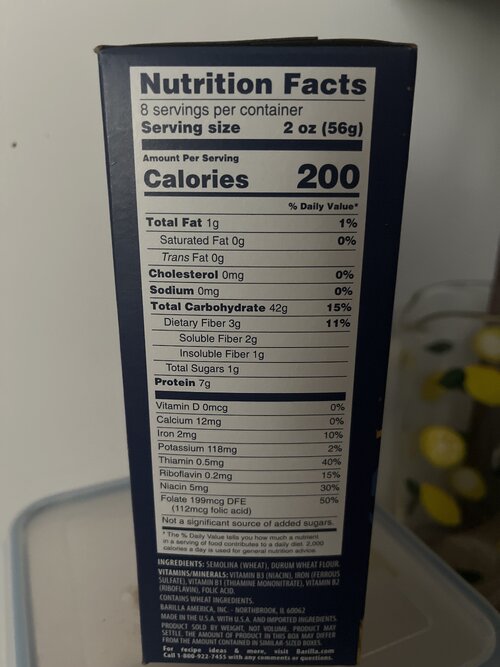 Nutrition Facts
8 servings per container
Serving size 2 oz (56g)
Amount Per Serving
Calories 200
% Daily Value*
Total Fat 1g 1%
Saturated Fat 0g 0%
Trans Fat 0g
Cholesterol 0mg 0%
Sodium 0mg 0%
Total Carbohydrate 42g 15%
Dietary Fiber 3g 11%
Soluble Fiber 2g
Insoluble Fiber 1g
Total Sugars 1g
Protein 7g
Vitamin D 0mcg 0%
Calcium 12mg 0%
Iron 2mg 10%
Potassium 118mg 2%
Thiamin 0.5mg 40%
Riboflavin 0.2mg 15%
Niacin 5mg 30%
Folate 199mcg DFE 50%
(112mcg folic acid)
Not a significant source of added sugars.
* The % Daily Value tells you how much a nutrient
in a serving of food contributes to a daily diet. 2,000
calories a day is used for general nutrition advice.
INGREDIENTS: SEMOLINA (WHEAT), DURUM WHEAT FLOUR.
VITAMINS/MINERALS: VITAMIN B3 (NIACIN), IRON (FERROUS
SULFATE), VITAMIN B1 (THIAMINE MONONITRATE), VITAMIN B2
(RIBOFLAVIN), FOLIC ACID.
CONTAINS WHEAT INGREDIENTS.
BARILLA AMERICA, INC. - NORTHBROOK, IL 60062
MADE IN THE U.S.A. WITH U.S.A. AND IMPORTED INGREDIENTS.
PRODUCT SOLD BY WEIGHT, NOT VOLUME. PRODUCT MAY
SETTLE. THE AMOUNT OF PRODUCT IN THIS BOX MAY DIFFER
FROM THE AMOUNT CONTAINED IN SIMILAR-SIZED BOXES.
For recipe ideas & more, visit Barilla.com
Call 1-800-922-7455 with any comments or questions.